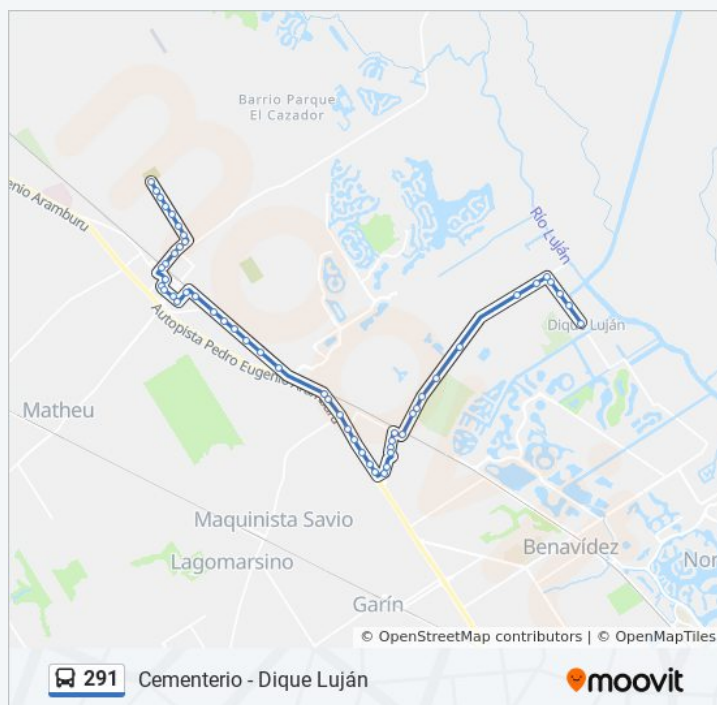 Barrio Parque
El Cazador
enio Aramburu
Río Luján
Dique Luján
Autopista Pedro Eugenio Aramburu
Matheu
Maquinista Savio
Lagomarsino
Benavídez
Nor
Garín
© OpenStreetMap contributors | © OpenMapTiles
291 Cementerio - Dique Luján
moovit